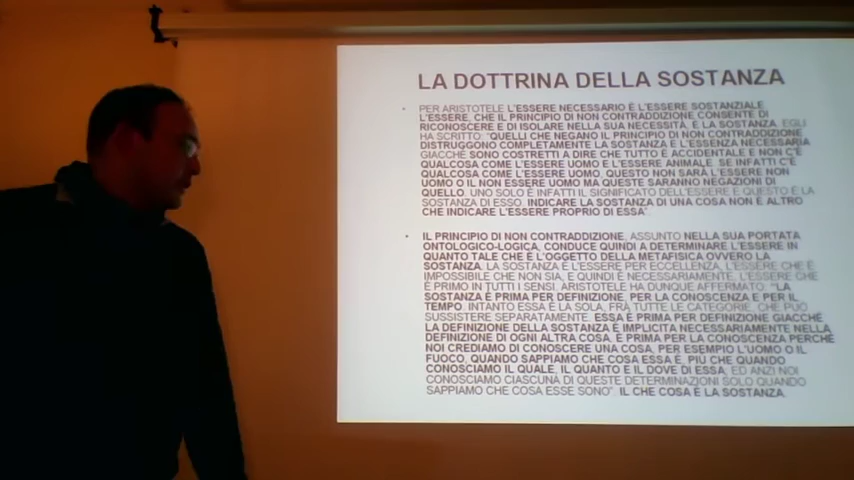 LA DOTTRINA DELLA SOSTANZA
PER ARISTOTELE L'ESSERE NECESSARIO È L'ESSERE SOSTANZIALE.
L'ESSERE, CHE IL PRINCIPIO DI NON CONTRADDIZIONE CONSENTE DI
RICONOSCERE E DI ISOLARE NELLA SUA NECESSITÀ, È LA SOSTANZA. EGLI
HA SCRITTO: "QUELLI CHE NEGANO IL PRINCIPIO DI NON CONTRADDIZIONE
DISTRUGGONO COMPLETAMENTE LA SOSTANZA E L'ESSENZA NECESSARIA
GIACCHÈ SONO COSTRETTI A DIRE CHE TUTTO È ACCIDENTALE E NON C'È
QUALCOSA COME L'ESSERE UOMO E L'ESSERE ANIMALE. SE INFATTI C'È
QUALCOSA COME L'ESSERE UOMO, QUESTO NON SARÀ L'ESSERE NON
UOMO O IL NON ESSERE UOMO MA QUESTE SARANNO NEGAZIONI DI
QUELLO. UNO SOLO È INFATTI IL SIGNIFICATO DELL'ESSERE E QUESTO È LA
SOSTANZA DI ESSO. INDICARE LA SOSTANZA DI UNA COSA NON È ALTRO
CHE INDICARE L'ESSERE PROPRIO DI ESSA".
IL PRINCIPIO DI NON CONTRADDIZIONE, ASSUNTO NELLA SUA PORTATA
ONTOLOGICO-LOGICA, CONDUCE QUINDI A DETERMINARE L'ESSERE IN
QUANTO TALE CHE È L'OGGETTO DELLA METAFISICA OVVERO LA
SOSTANZA. LA SOSTANZA È L'ESSERE PER ECCELLENZA, L'ESSERE CHE È
IMPOSSIBILE CHE NON SIA, E QUINDI È NECESSARIAMENTE, L'ESSERE CHE
È PRIMO IN TUTTI I SENSI. ARISTOTELE HA DUNQUE AFFERMATO: "LA
SOSTANZA È PRIMA PER DEFINIZIONE, PER LA CONOSCENZA E PER IL
TEMPO. INTANTO ESSA È LA SOLA, FRA TUTTE LE CATEGORIE, CHE PUÒ
SUSSISTERE SEPARATAMENTE. ESSA È PRIMA PER DEFINIZIONE GIACCHÈ
LA DEFINIZIONE DELLA SOSTANZA È IMPLICITA NECESSARIAMENTE NELLA
DEFINIZIONE DI OGNI ALTRA COSA, È PRIMA PER LA CONOSCENZA PERCHÈ
NOI CREDIAMO DI CONOSCERE UNA COSA, PER ESEMPIO L'UOMO O IL
FUOCO, QUANDO SAPPIAMO CHE COSA ESSA È, PIÙ CHE QUANDO
CONOSCIAMO IL QUALE, IL QUANTO E IL DOVE DI ESSA, ED ANZI NOI
CONOSCIAMO CIASCUNA DI QUESTE DETERMINAZIONI SOLO QUANDO
SAPPIAMO CHE COSA ESSE SONO". IL CHE COSA È LA SOSTANZA.